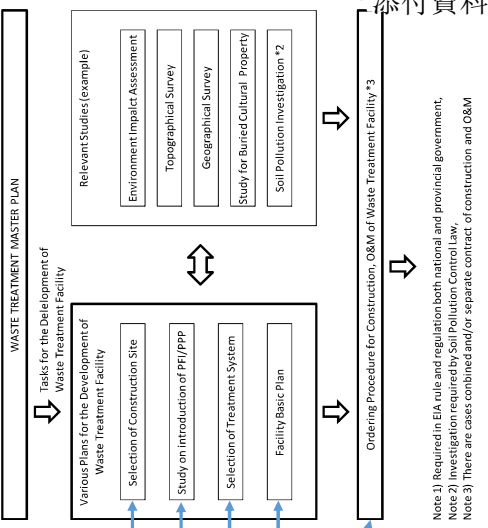 添付資料
WASTE TREATMENT MASTER PLAN
Tasks for the Delelopment of
Waste Treatment Facility
Various Plans for the Development of
Waste Treatment Facility
Selection of Construction Site
Study on introduction of PFI/PPP
Selection of Treatment System
Facility Basic Plan
Relevant Studies (example)
Environment Impalct Assessment
Topographical Survey
Geographical Survey
Study for Buried Cultural Property
Soil Pollution Investigation *2
Ordering Procedure for Construction, O&M of Waste Treatment Facility *3
Note 1) Required in EIA rule and regulation both national and provincial government,
Note 2) Investigation required by Soil Pollution Control Law,
Note 3) There are cases conbined and/or separate contract of construction and O&M